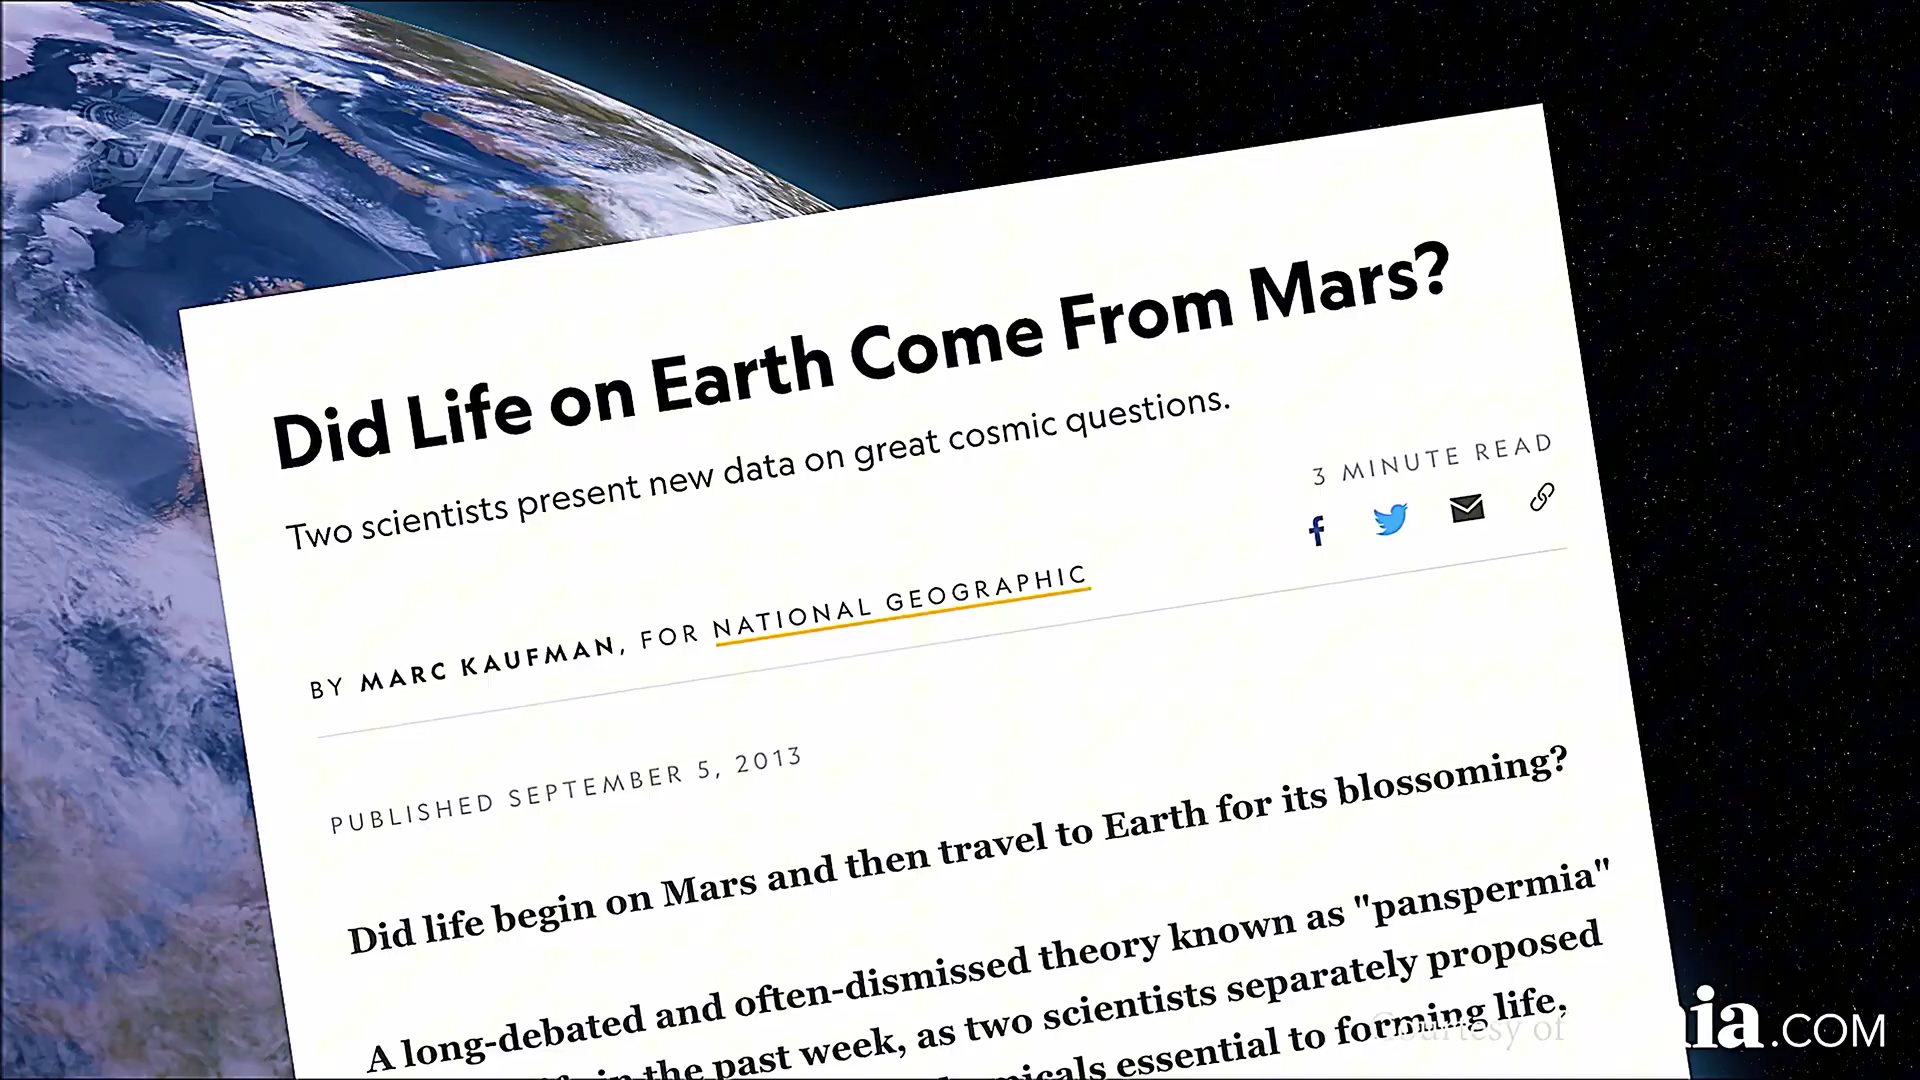 Did Life on Earth Come From Mars?
Two scientists present new data on great cosmic questions.
3 MINUTE READ
BY MARC KAUFMAN, FOR NATIONAL GEOGRAPHIC
PUBLISHED SEPTEMBER 5, 2013
Did life begin on Mars and then travel to Earth for its blossoming?
A long-debated and often-dismissed theory known as "panspermia"
in the past week, as two scientists separately proposed
essential to forming life,
Courtesy of
.COM